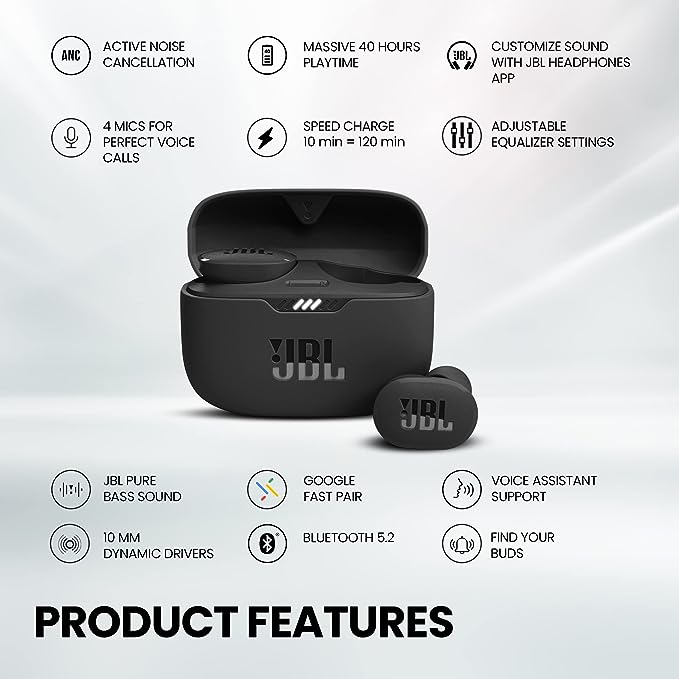 ANC
ACTIVE NOISE
CANCELLATION
MASSIVE 40 HOURS
PLAYTIME
JBL
CUSTOMIZE SOUND
WITH JBL HEADPHONES
APP
4 MICS FOR
PERFECT VOICE
CALLS
SPEED CHARGE
10 min = 120 min
ADJUSTABLE
EQUALIZER SETTINGS
JBL
JBL
JBL
JBL PURE
BASS SOUND
GOOGLE
FAST PAIR
VOICE ASSISTANT
SUPPORT
10 MM
DYNAMIC DRIVERS
BLUETOOTH 5.2
FIND YOUR
BUDS
PRODUCT FEATURES